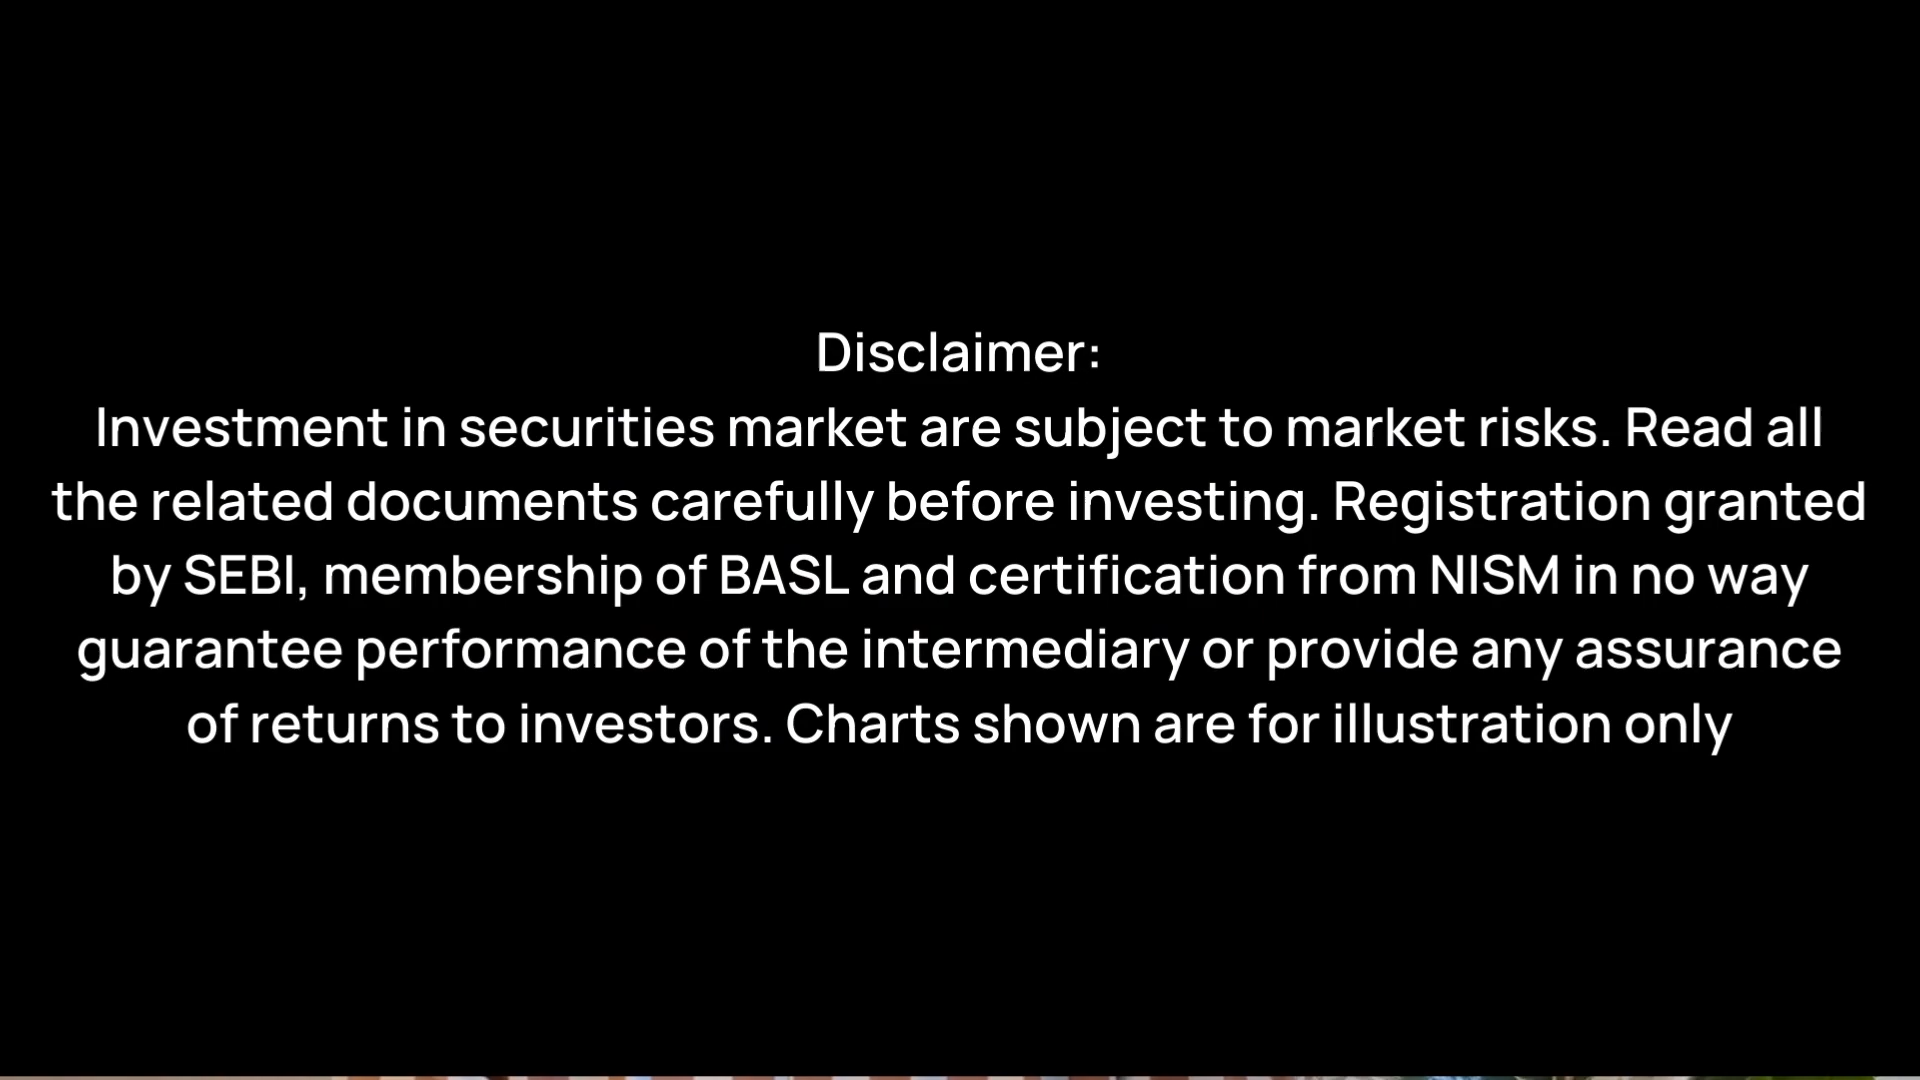 Disclaimer:
Investment in securities market are subject to market risks. Read all
the related documents carefully before investing. Registration granted
by SEBI, membership of BASL and certification from NISM in no way
guarantee performance of the intermediary or provide any assurance
of returns to investors. Charts shown are for illustration only